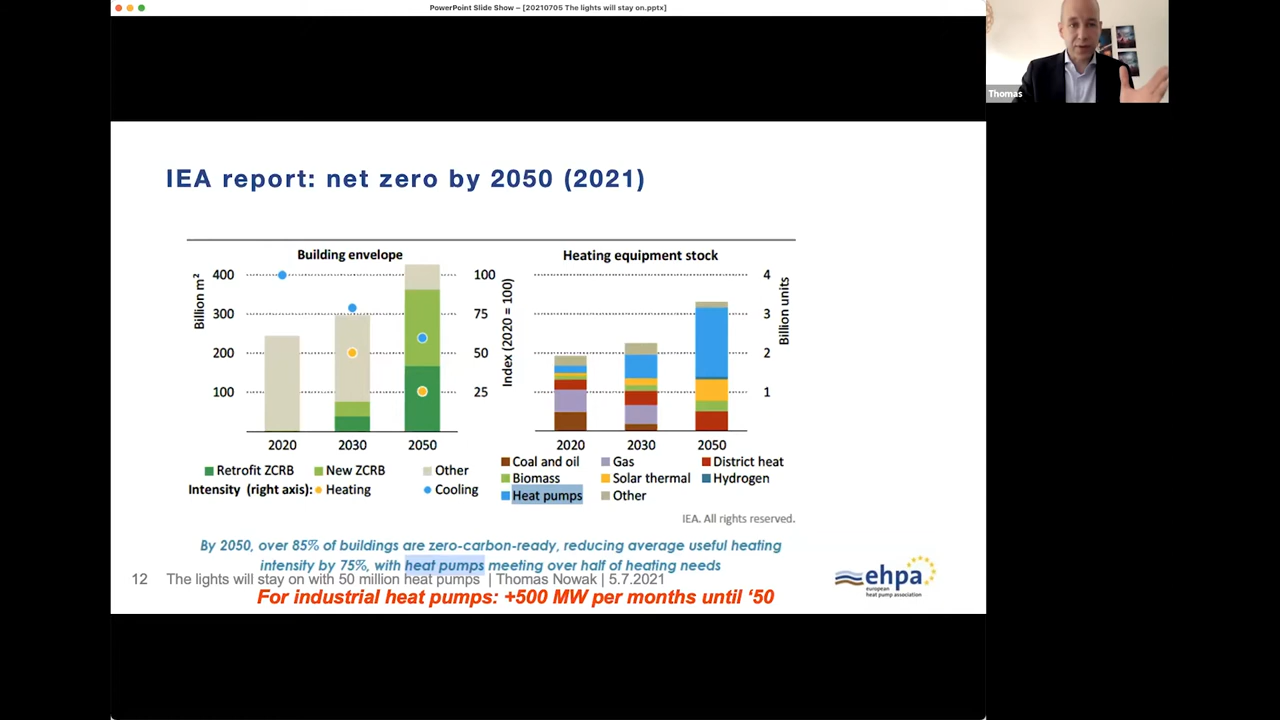 PowerPoint Slide Show – [20210705 The lights will stay on.pptx]
Thomas
IEA report: net zero by 2050 (2021)
Building envelope
Heating equipment stock
Billion m²
400
300
200
100
100
75
50
25
Index (2020 = 100)
4
3
2
1
Billion units
2020 2030 2050
2020 2030 2050
Retrofit ZCRB New ZCRB Other
Intensity (right axis): Heating Cooling
Coal and oil Gas District heat
Biomass Solar thermal Hydrogen
Heat pumps Other
IEA. All rights reserved.
By 2050, over 85% of buildings are zero-carbon-ready, reducing average useful heating
intensity by 75%, with heat pumps meeting over half of heating needs
12 The lights will stay on with 50 million heat pumps | Thomas Nowak | 5.7.2021
For industrial heat pumps: +500 MW per months until ‘50
ehpa
european
heat pump association